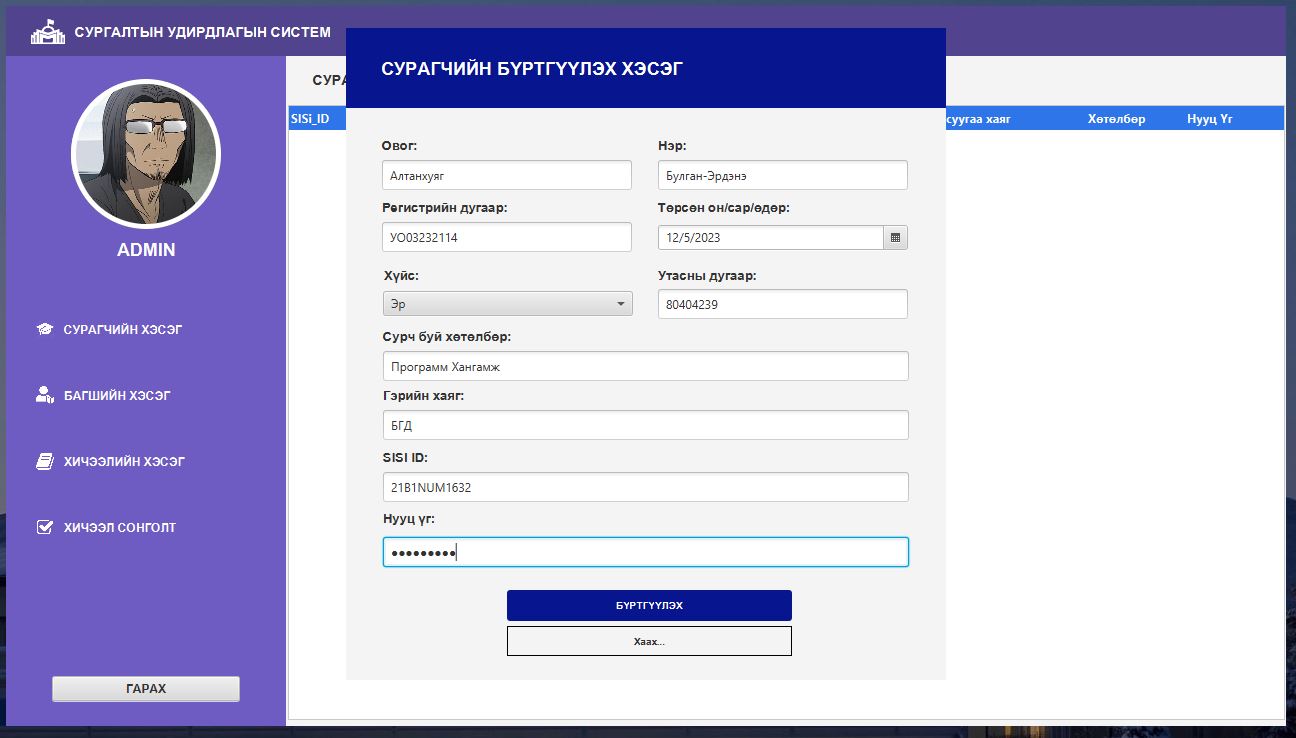 СУРГАЛТЫН УДИРДЛАГЫН СИСТЕМ
ADMIN
СУРАГЧИЙН ХЭСЭГ
БАГШИЙН ХЭСЭГ
ХИЧЭЭЛИЙН ХЭСЭГ
ХИЧЭЭЛ СОНГОЛТ
ГАРАХ
SISi_ID
суугаа хаяг Хөтөлбөр Нууц Үг
СУРАГЧИЙН БҮРТГҮҮЛЭХ ХЭСЭГ
Овог: Нэр:
Алтанхуяг Булган-Эрдэнэ
Регистрийн дугаар: Төрсөн он/сар/өдөр:
УО03232114 12/5/2023
Хүйс: Утасны дугаар:
Эр 80404239
Сурч буй хөтөлбөр:
Программ Хангамж
Гэрийн хаяг:
БГД
SISI ID:
21B1NUM1632
Нууц үг:
●●●●●●●●●
БҮРТГҮҮЛЭХ
Хаах...